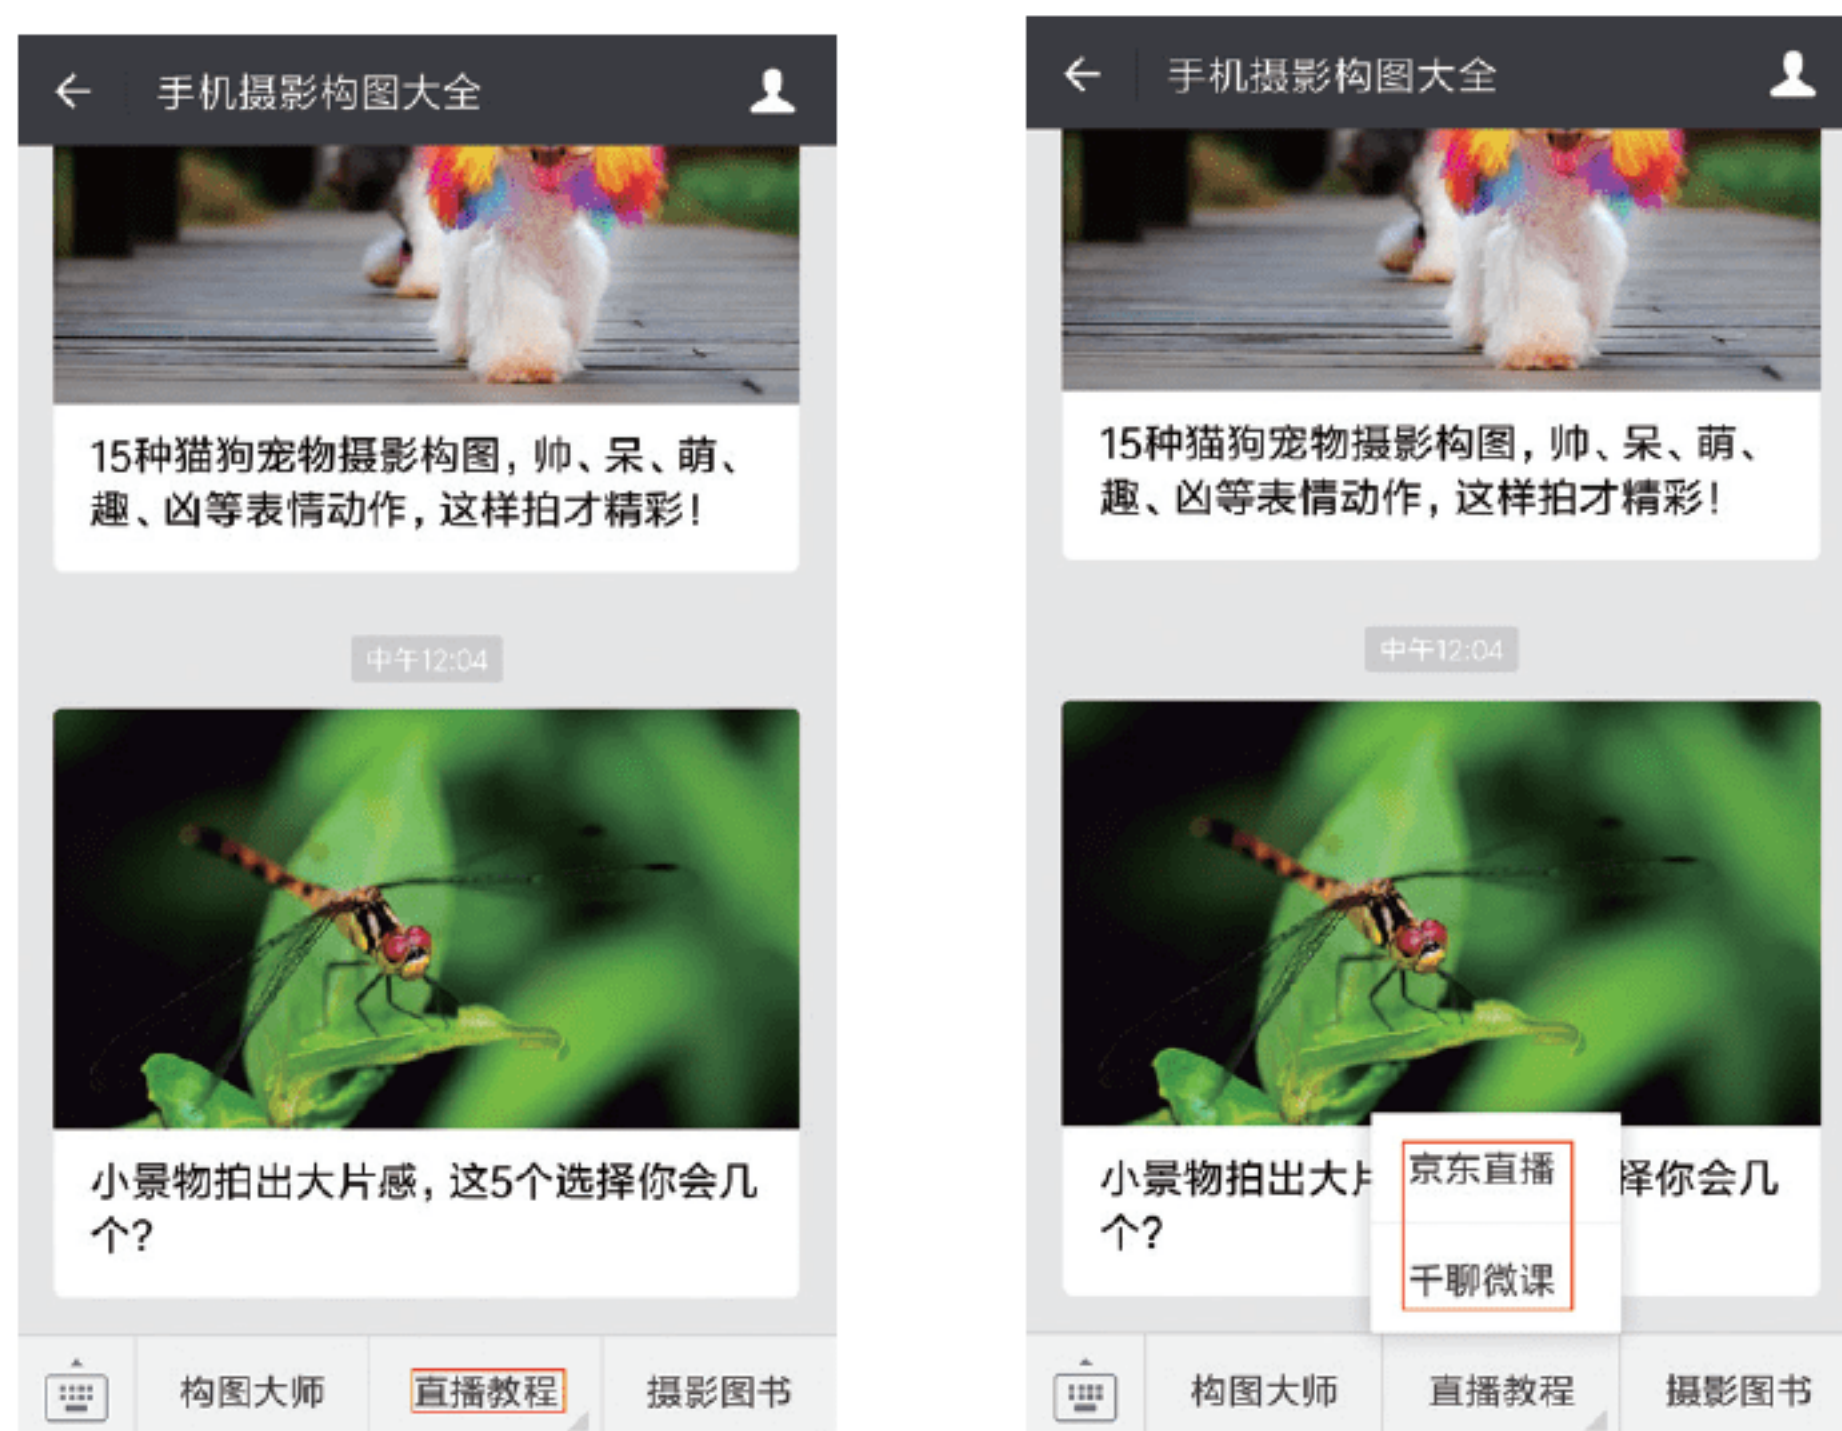 手机摄影构图大全
15种猫狗宠物摄影构图，帅、呆、萌、
趣、凶等表情动作，这样拍才精彩！
中午12:04
小景物拍出大片感，这5个选择你会几
个？
构图大师
直播教程
摄影图书
手机摄影构图大全
15种猫狗宠物摄影构图，帅、呆、萌、
趣、凶等表情动作，这样拍才精彩！
中午12:04
小景物拍出大片
择你会几
个？
京东直播
千聊微课
构图大师
直播教程
摄影图书